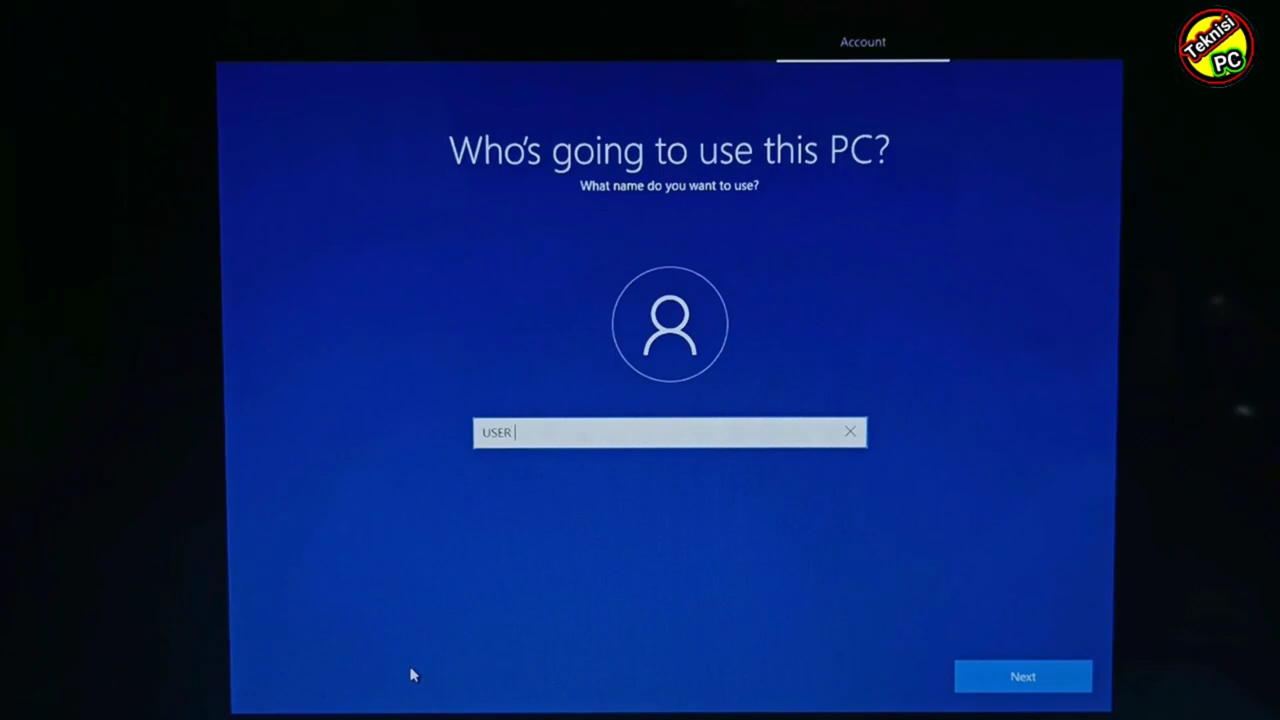 Account
Teknisi
PC
Who's going to use this PC?
What name do you want to use?
USER
Next